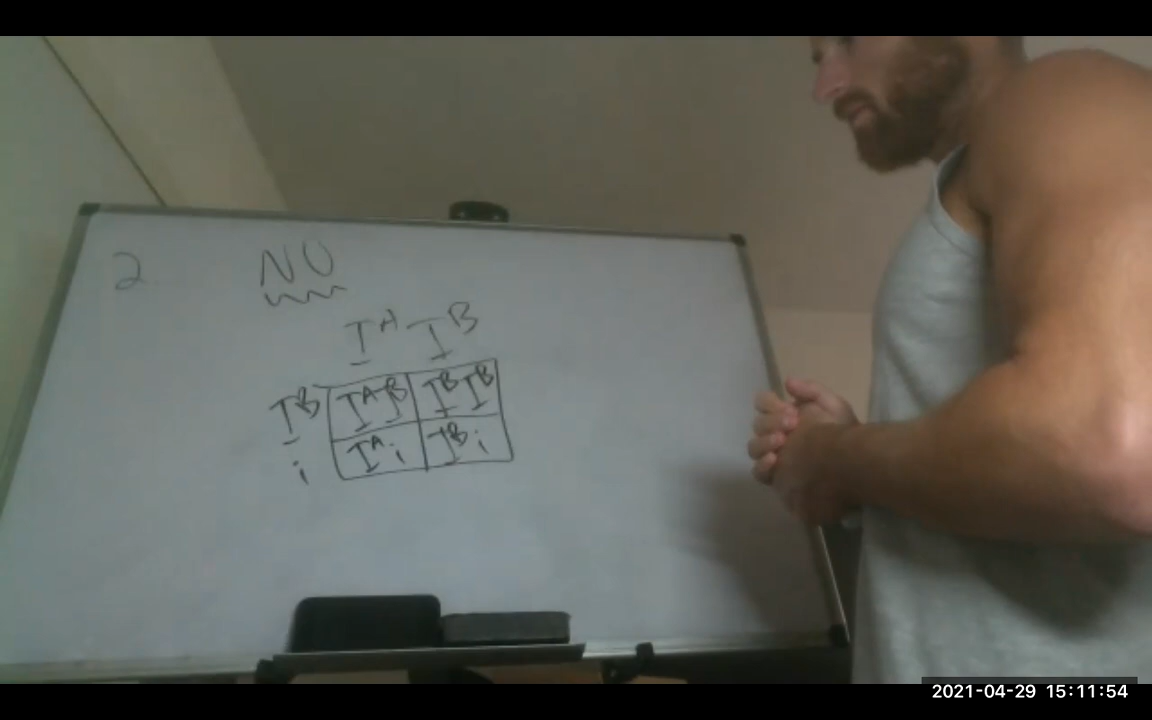 2 NO
I^A I^B
I^B I^A I^B I^B I^B
i I^A i I^B i
2021-04-29 15:11:54